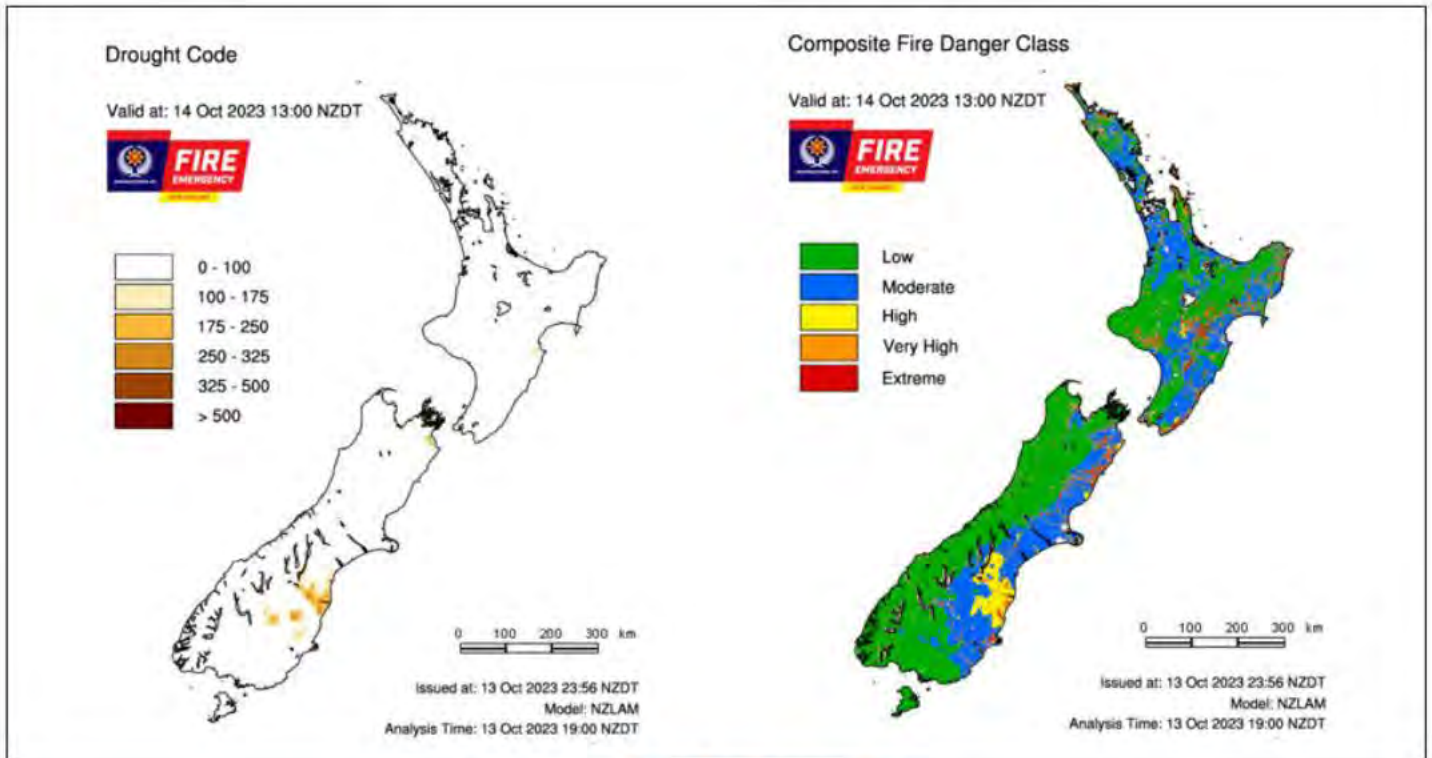 Drought Code
Valid at: 14 Oct 2023 13:00 NZDT
FIRE
EMERGENCY
0 - 100
100 - 175
175 - 250
250 - 325
325 - 500
> 500
0 100 200 300 km
Issued at: 13 Oct 2023 23:56 NZDT
Model: NZLAM
Analysis Time: 13 Oct 2023 19:00 NZDT
Composite Fire Danger Class
Valid at: 14 Oct 2023 13:00 NZDT
FIRE
EMERGENCY
Low
Moderate
High
Very High
Extreme
0 100 200 300 km
Issued at: 13 Oct 2023 23:56 NZDT
Model: NZLAM
Analysis Time: 13 Oct 2023 19:00 NZDT